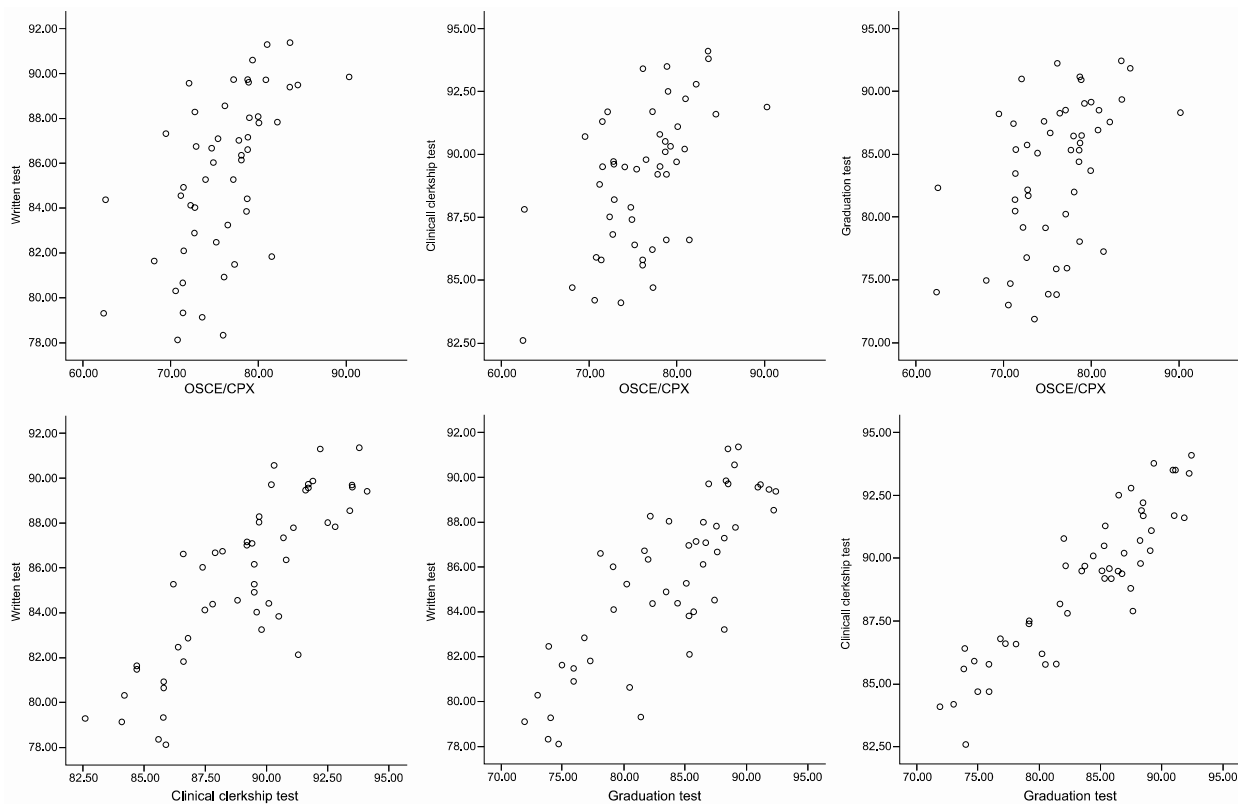 92.00
90.00
88.00
86.00
84.00
82.00
80.00
78.00
Written test
60.00 70.00 80.00 90.00
OSCE/CPX
95.00
92.50
90.00
87.50
85.00
82.50
Clinicall clerkship test
60.00 70.00 80.00 90.00
OSCE/CPX
95.00
90.00
85.00
80.00
75.00
70.00
Graduation test
60.00 70.00 80.00 90.00
OSCE/CPX
92.00
90.00
88.00
86.00
84.00
82.00
80.00
78.00
Written test
82.50 85.00 87.50 90.00 92.50 95.00
Clinical clerkship test
92.00
90.00
88.00
86.00
84.00
82.00
80.00
78.00
Written test
70.00 75.00 80.00 85.00 90.00 95.00
Graduation test
95.00
92.50
90.00
87.50
85.00
82.50
Clinicall clerkship test
70.00 75.00 80.00 85.00 90.00 95.00
Graduation test